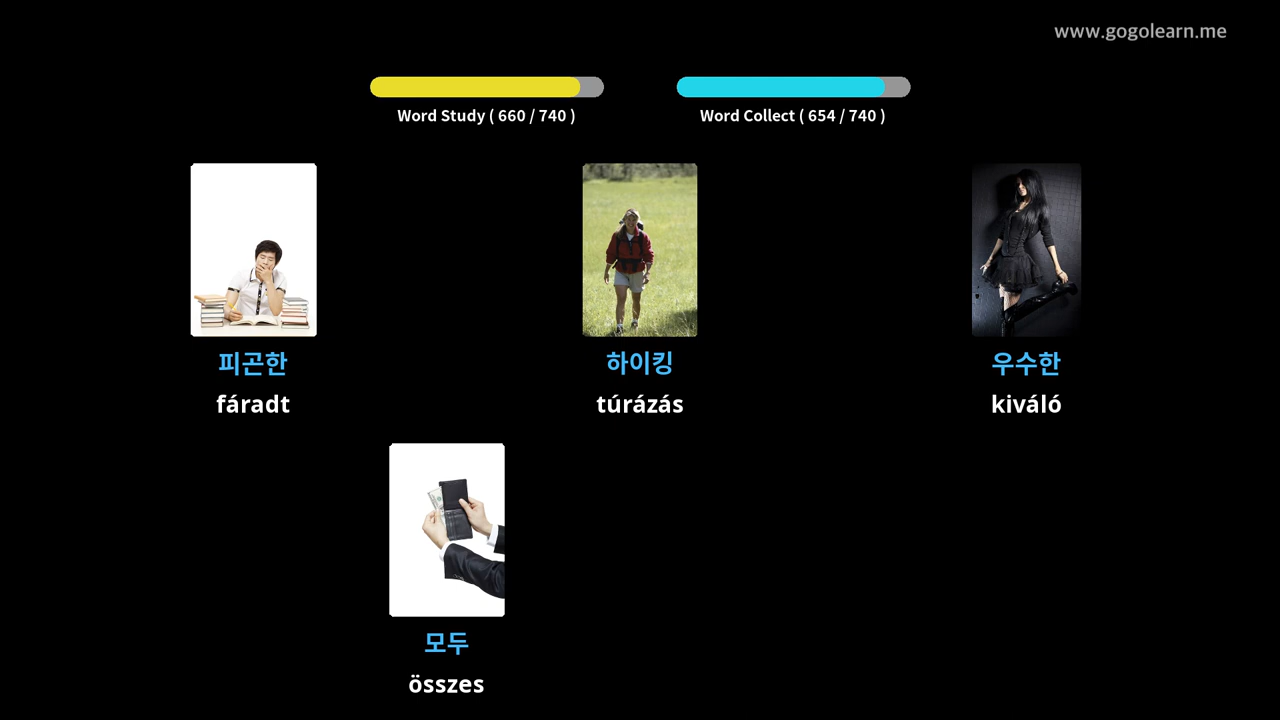 www.gogolearn.me
Word Study ( 660 / 740 )
Word Collect ( 654 / 740 )
피곤한
fáradt
하이킹
túrázás
우수한
kiváló
모두
összes